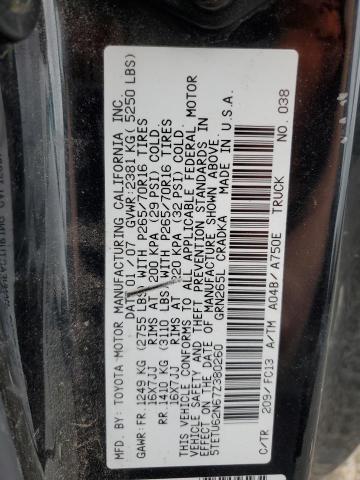 MFD. BY: TOYOTA MOTOR MANUFACTURING CALIFORNIA INC.
DATE: 01/07 GVWR: 2381 KG( 5250 LBS)
GAWR: FR. 1249 KG (2755 LBS) WITH P265/70R16 TIRES
16X7JJ RIMS AT 200 KPA (29 PSI) COLD.
RR. 1410 KG (3110 LBS) WITH P265/70R16 TIRES
16X7JJ RIMS AT 220 KPA (32 PSI) COLD.
THIS VEHICLE CONFORMS TO ALL APPLICABLE FEDERAL MOTOR
VEHICLE SAFETY AND THEFT PREVENTION STANDARDS IN
EFFECT ON THE DATE OF MANUFACTURE SHOWN ABOVE.
5TETU62N67Z380260 GRN265L CRADKA MADE IN U.S.A.
TRUCK
C/TR 209/FC13 A/TM A04B/A750E NO. 038